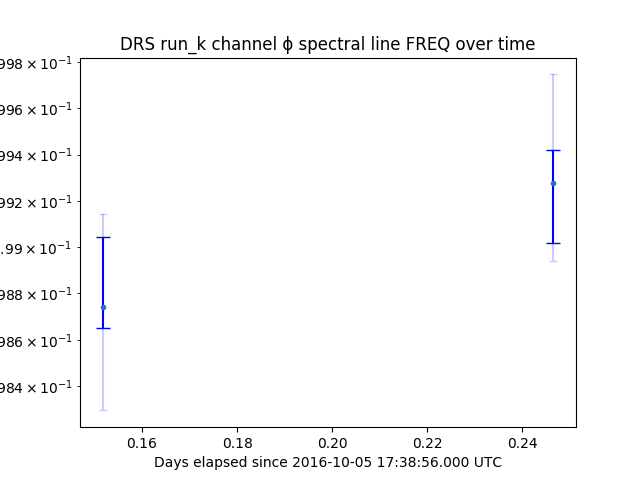 DRS run_k channel ϕ spectral line FREQ over time
998 × 10⁻¹
996 × 10⁻¹
994 × 10⁻¹
992 × 10⁻¹
.99 × 10⁻¹
988 × 10⁻¹
986 × 10⁻¹
984 × 10⁻¹
0.16 0.18 0.20 0.22 0.24
Days elapsed since 2016-10-05 17:38:56.000 UTC